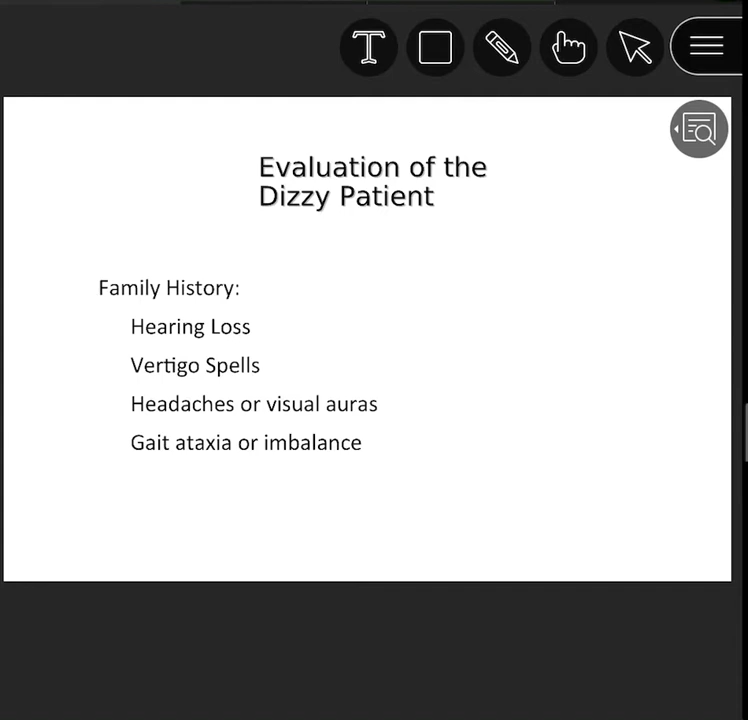 Evaluation of the
Dizzy Patient
Family History:
Hearing Loss
Vertigo Spells
Headaches or visual auras
Gait ataxia or imbalance